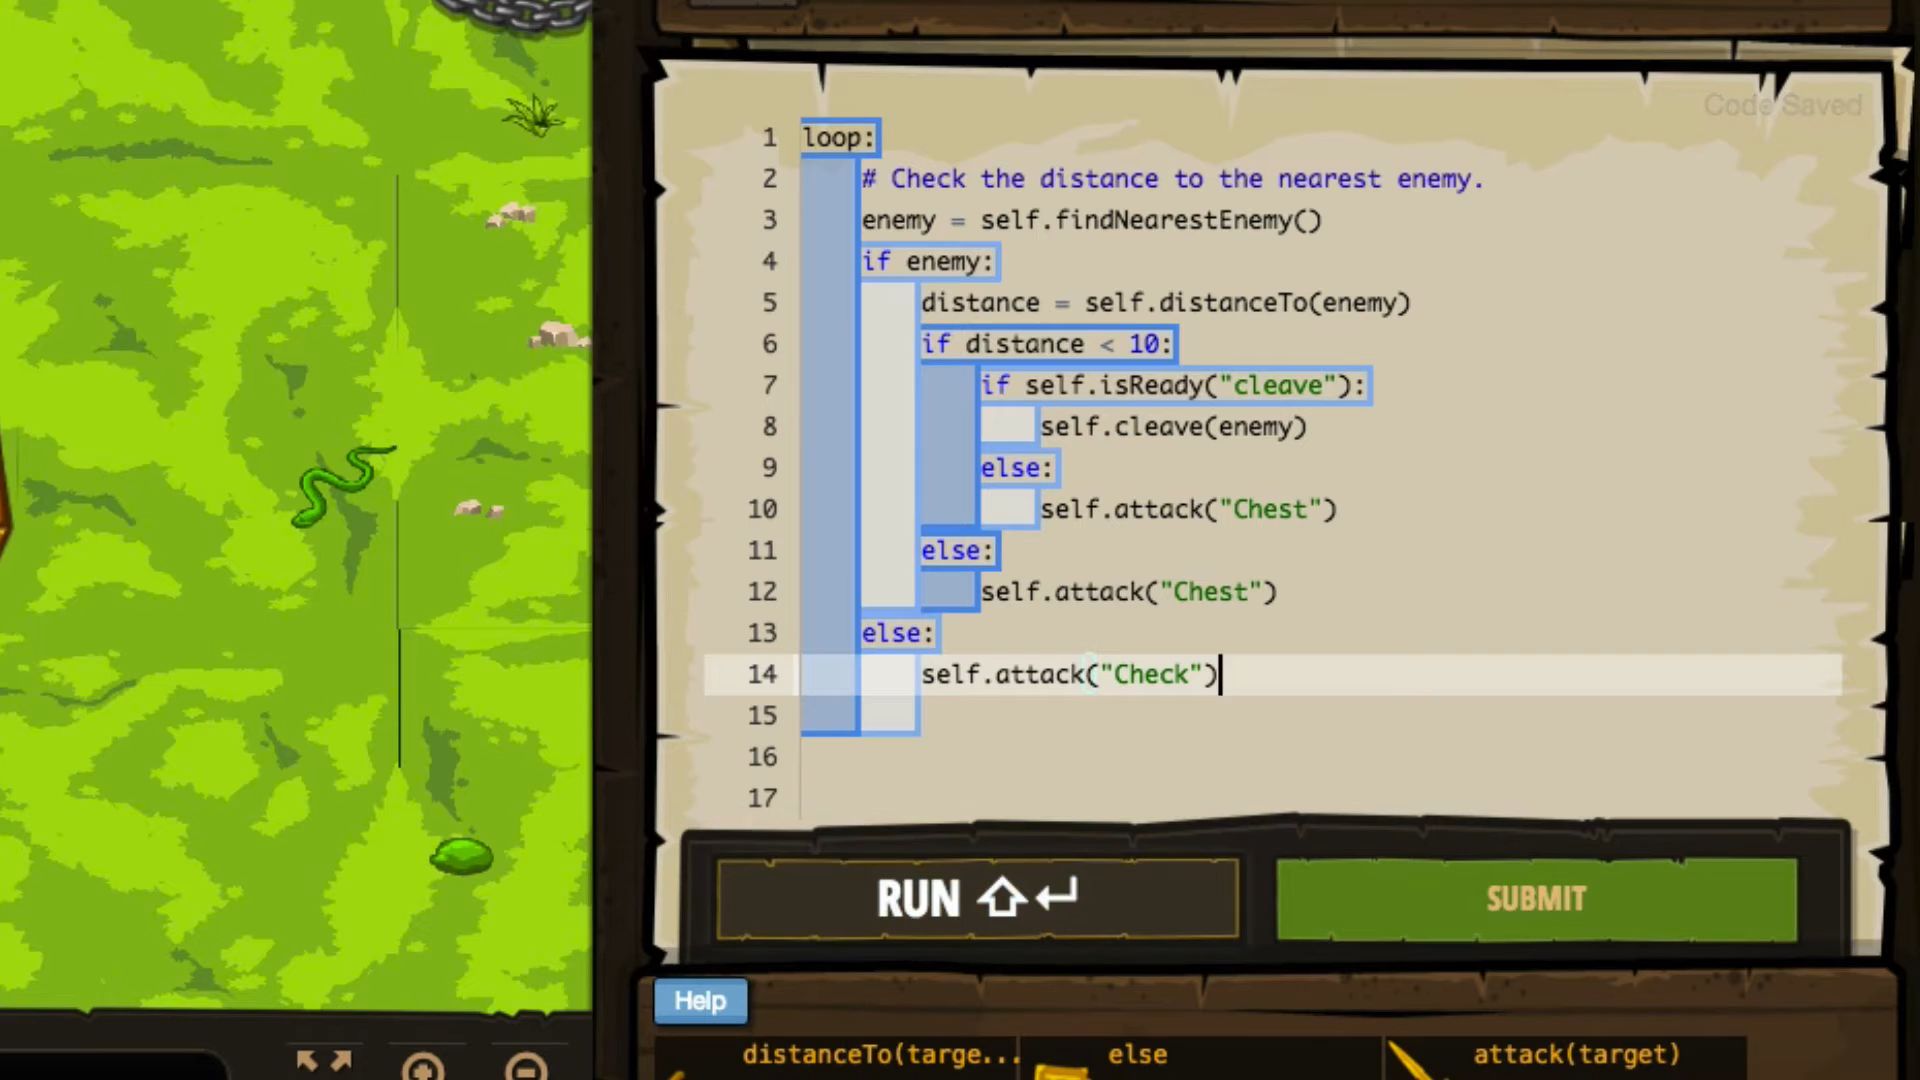 Code Saved
1 loop:
2 # Check the distance to the nearest enemy.
3 enemy = self.findNearestEnemy()
4 if enemy:
5 distance = self.distanceTo(enemy)
6 if distance < 10:
7 if self.isReady("cleave"):
8 self.cleave(enemy)
9 else:
10 self.attack("Chest")
11 else:
12 self.attack("Chest")
13 else:
14 self.attack("Check")
15
16
17
RUN
SUBMIT
Help
distanceTo(targe... else attack(target)